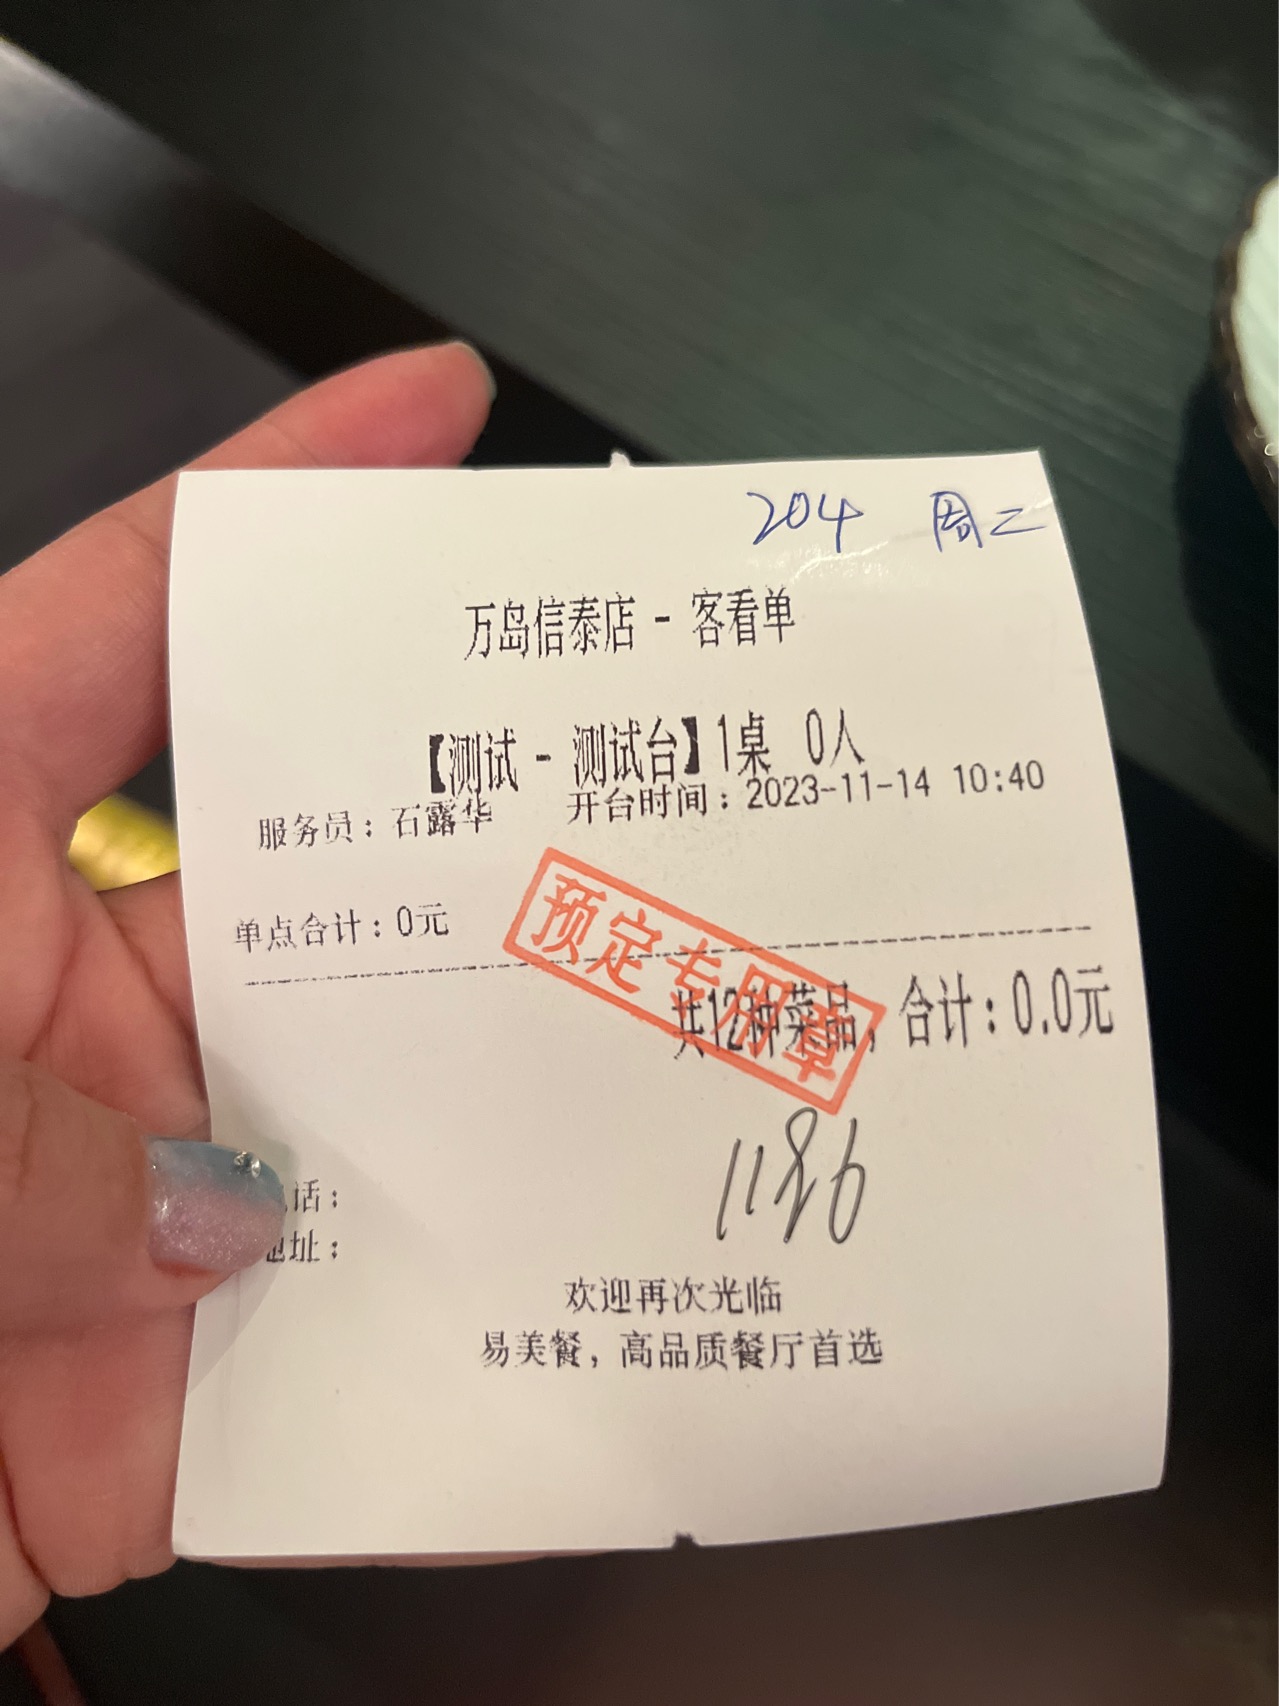 204 周二
万岛信泰店 - 客看单
【测试 - 测试台】1桌 0人
服务员：石露华 开台时间：2023-11-14 10:40
单点合计：0元
预定专用章
共12种菜品，合计：0.0元
话：
地址：
欢迎再次光临
易美餐，高品质餐厅首选